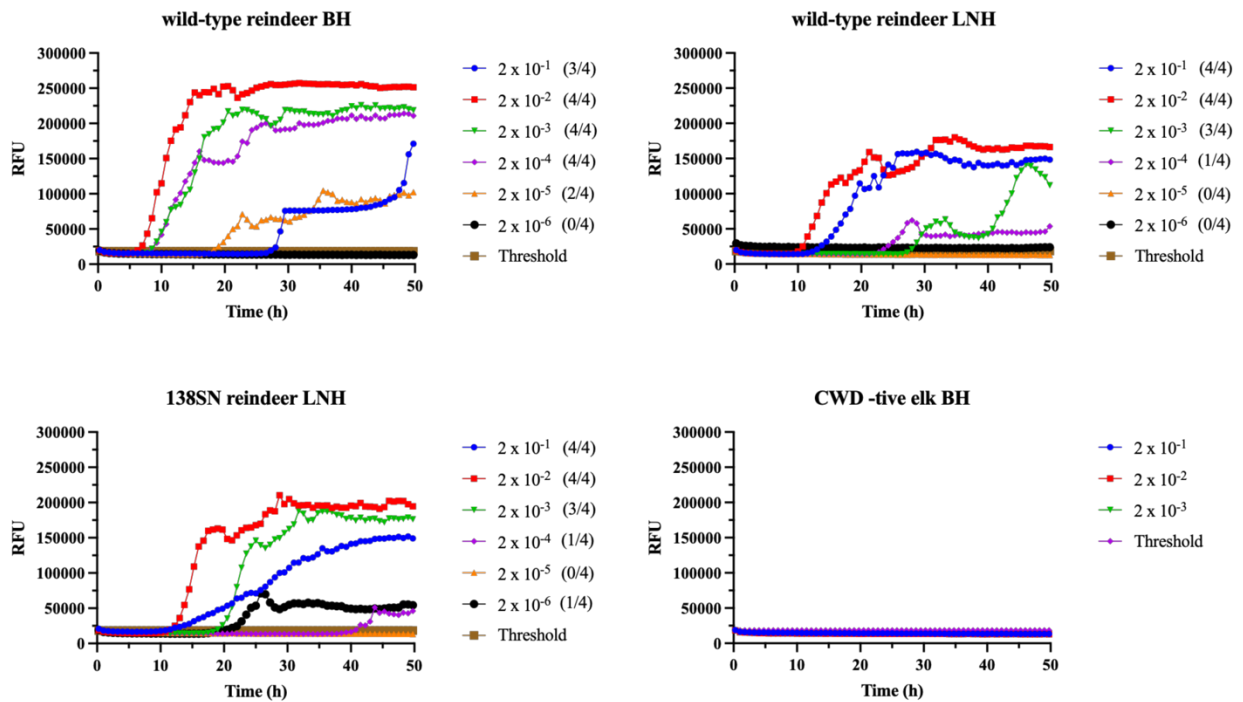 wild-type reindeer BH
300000
250000
200000
150000
100000
50000
0
RFU
0 10 20 30 40 50
Time (h)
2 x 10⁻¹ (3/4)
2 x 10⁻² (4/4)
2 x 10⁻³ (4/4)
2 x 10⁻⁴ (4/4)
2 x 10⁻⁵ (2/4)
2 x 10⁻⁶ (0/4)
Threshold
wild-type reindeer LNH
300000
250000
200000
150000
100000
50000
0
RFU
0 10 20 30 40 50
Time (h)
2 x 10⁻¹ (4/4)
2 x 10⁻² (4/4)
2 x 10⁻³ (3/4)
2 x 10⁻⁴ (1/4)
2 x 10⁻⁵ (0/4)
2 x 10⁻⁶ (0/4)
Threshold
138SN reindeer LNH
300000
250000
200000
150000
100000
50000
0
RFU
0 10 20 30 40 50
Time (h)
2 x 10⁻¹ (4/4)
2 x 10⁻² (4/4)
2 x 10⁻³ (3/4)
2 x 10⁻⁴ (1/4)
2 x 10⁻⁵ (0/4)
2 x 10⁻⁶ (1/4)
Threshold
CWD -tive elk BH
300000
250000
200000
150000
100000
50000
0
RFU
0 10 20 30 40 50
Time (h)
2 x 10⁻¹
2 x 10⁻²
2 x 10⁻³
Threshold